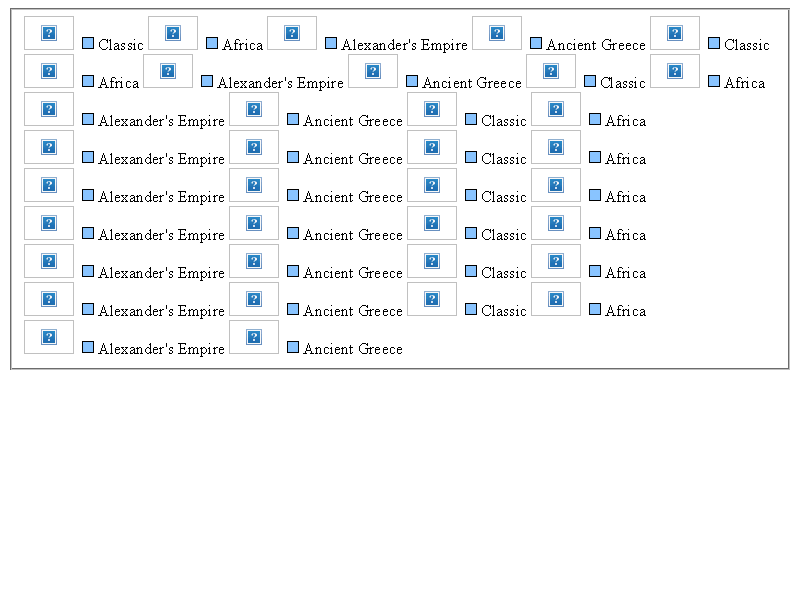 Classic Africa Alexander's Empire Ancient Greece Classic
Africa Alexander's Empire Ancient Greece Classic Africa
Alexander's Empire Ancient Greece Classic Africa
Alexander's Empire Ancient Greece Classic Africa
Alexander's Empire Ancient Greece Classic Africa
Alexander's Empire Ancient Greece Classic Africa
Alexander's Empire Ancient Greece Classic Africa
Alexander's Empire Ancient Greece Classic Africa
Alexander's Empire Ancient Greece